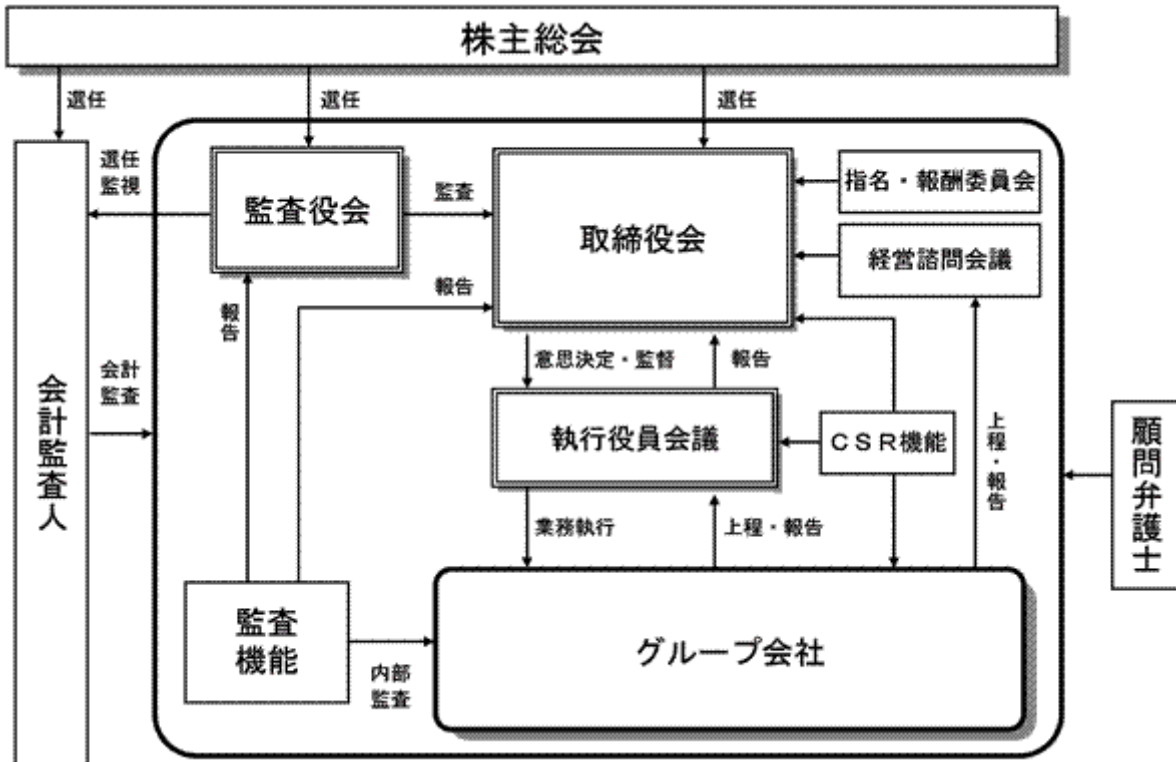 株主総会
選任
選任
選任
選任
監視
監査役会
監査
取締役会
指名・報酬委員会
経営諮問会議
報告
報告
意思決定・監督
報告
会計
監査
会計監査人
執行役員会議
CSR機能
上程・報告
顧問弁護士
業務執行
上程・報告
監査
機能
内部
監査
グループ会社